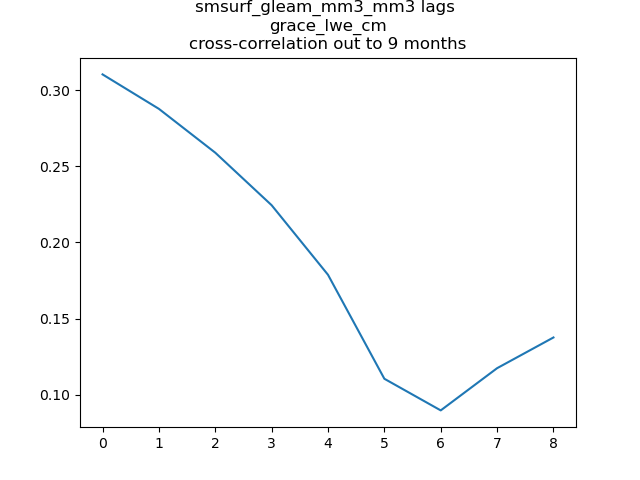 smsurf_gleam_mm3_mm3 lags
grace_lwe_cm
cross-correlation out to 9 months
0.30
0.25
0.20
0.15
0.10
0 1 2 3 4 5 6 7 8